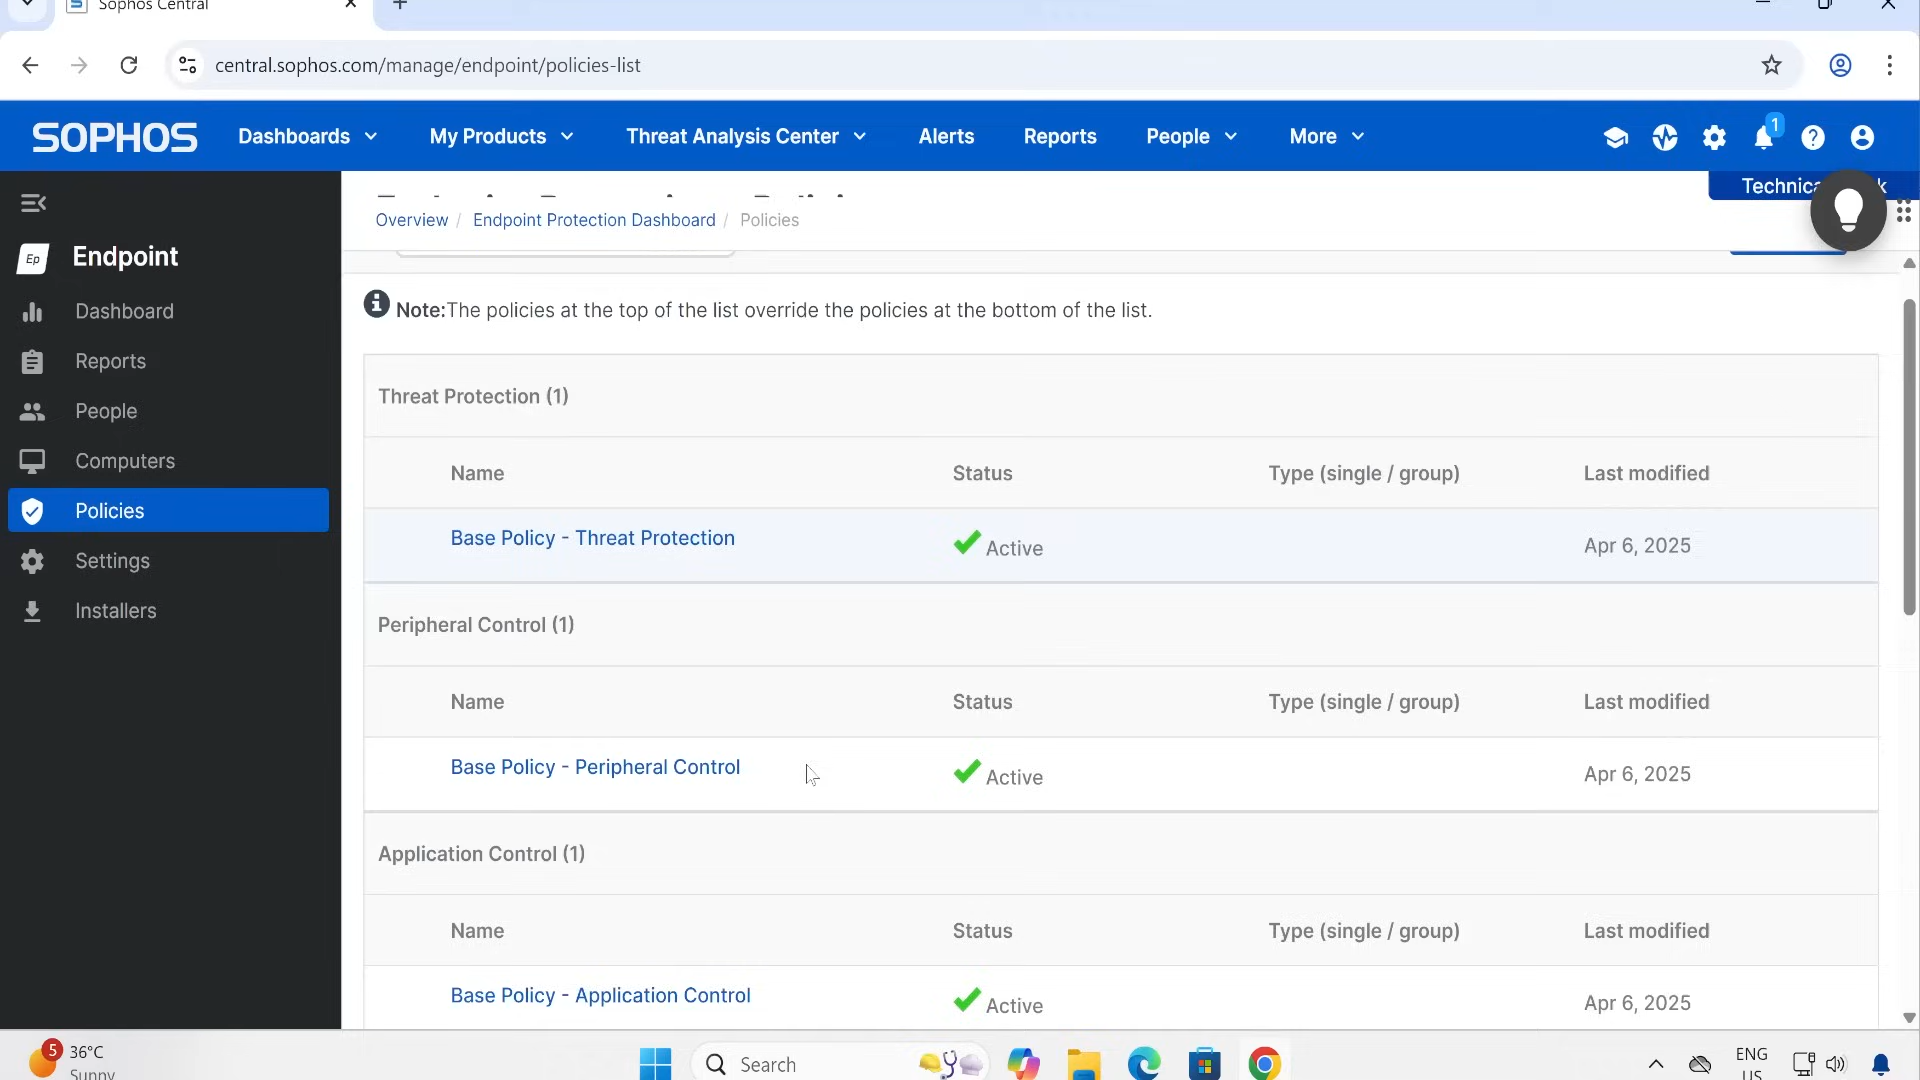 Sophos Central
central.sophos.com/manage/endpoint/policies-list
SOPHOS
Dashboards
My Products
Threat Analysis Center
Alerts
Reports
People
More
1
Ep
Endpoint
Dashboard
Reports
People
Computers
Policies
Settings
Installers
Overview / Endpoint Protection Dashboard / Policies
Note:The policies at the top of the list override the policies at the bottom of the list.
Threat Protection (1)
Name Status Type (single / group) Last modified
Base Policy - Threat Protection Active Apr 6, 2025
Peripheral Control (1)
Name Status Type (single / group) Last modified
Base Policy - Peripheral Control Active Apr 6, 2025
Application Control (1)
Name Status Type (single / group) Last modified
Base Policy - Application Control Active Apr 6, 2025
5
36°C
Sunny
Search
ENG
US